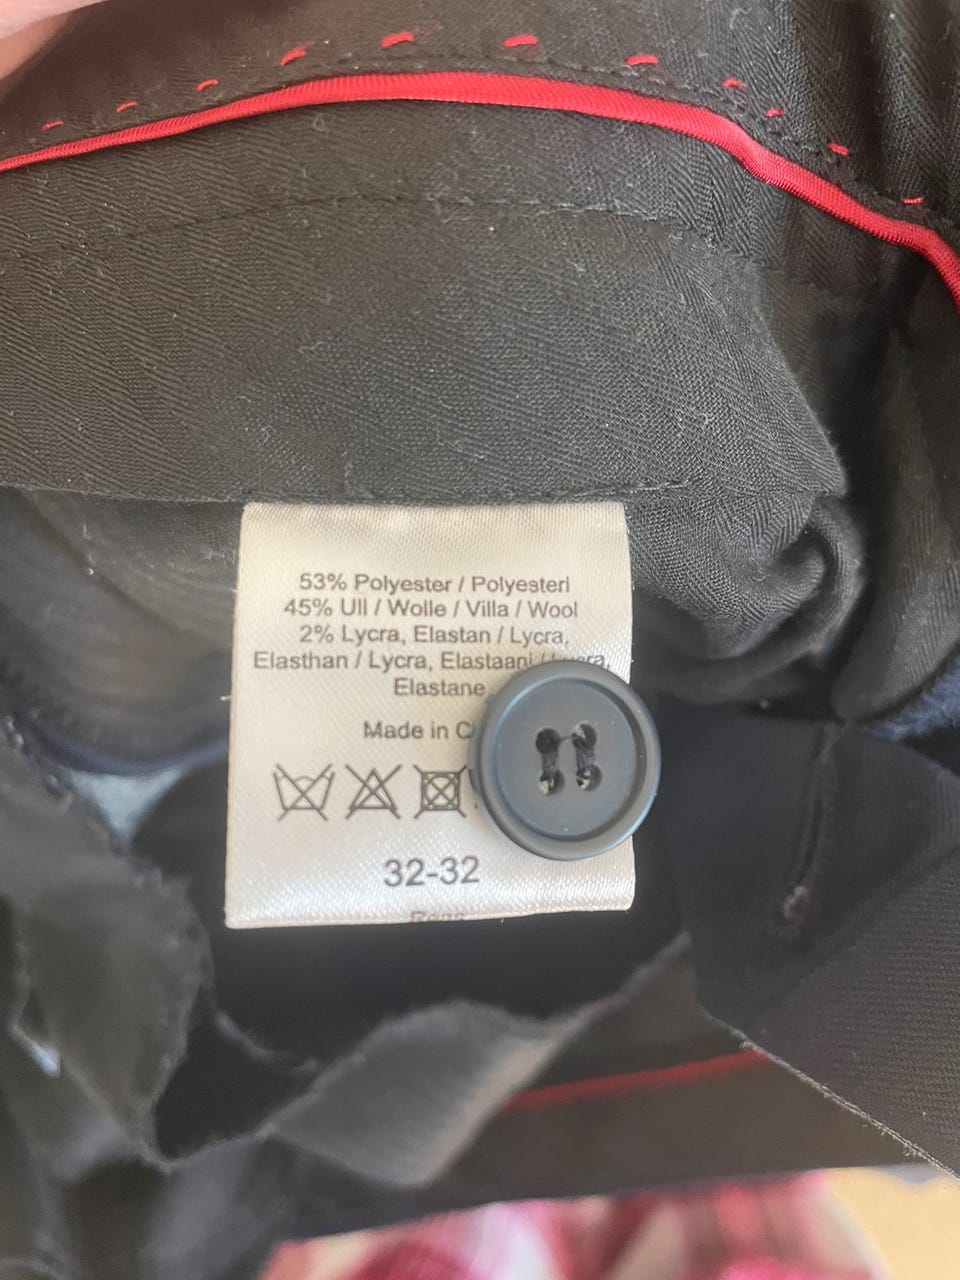 53% Polyester / Polyesteri
45% Ull / Wolle / Villa / Wool
2% Lycra, Elastan / Lycra,
Elasthan / Lycra, Elastaani / Lycra,
Elastane
Made in
32-32